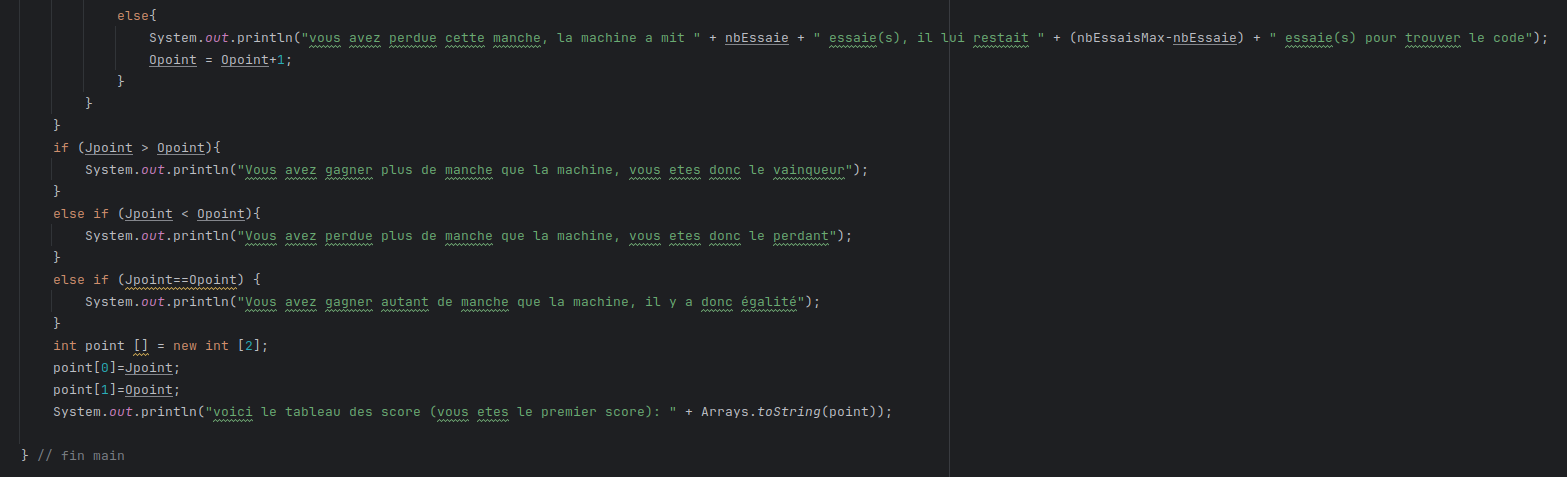 else{
System.out.println("vous avez perdue cette manche, la machine a mit " + nbEssaie + " essaie(s), il lui restait " + (nbEssaisMax-nbEssaie) + " essaie(s) pour trouver le code");
Opoint = Opoint+1;
}
}
}
if (Jpoint > Opoint){
System.out.println("Vous avez gagner plus de manche que la machine, vous etes donc le vainqueur");
}
else if (Jpoint < Opoint){
System.out.println("Vous avez perdue plus de manche que la machine, vous etes donc le perdant");
}
else if (Jpoint==Opoint) {
System.out.println("Vous avez gagner autant de manche que la machine, il y a donc égalité");
}
int point [] = new int [2];
point[0]=Jpoint;
point[1]=Opoint;
System.out.println("voici le tableau des score (vous etes le premier score): " + Arrays.toString(point));
} // fin main